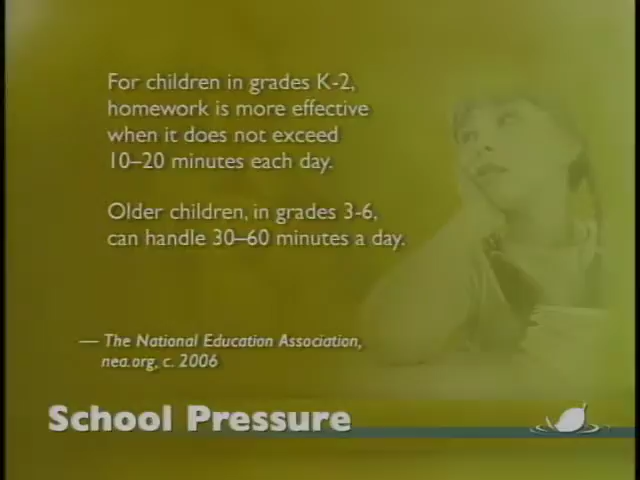 For children in grades K-2,
homework is more effective
when it does not exceed
10–20 minutes each day.
Older children, in grades 3-6,
can handle 30–60 minutes a day.
— The National Education Association,
nea.org, c. 2006
School Pressure